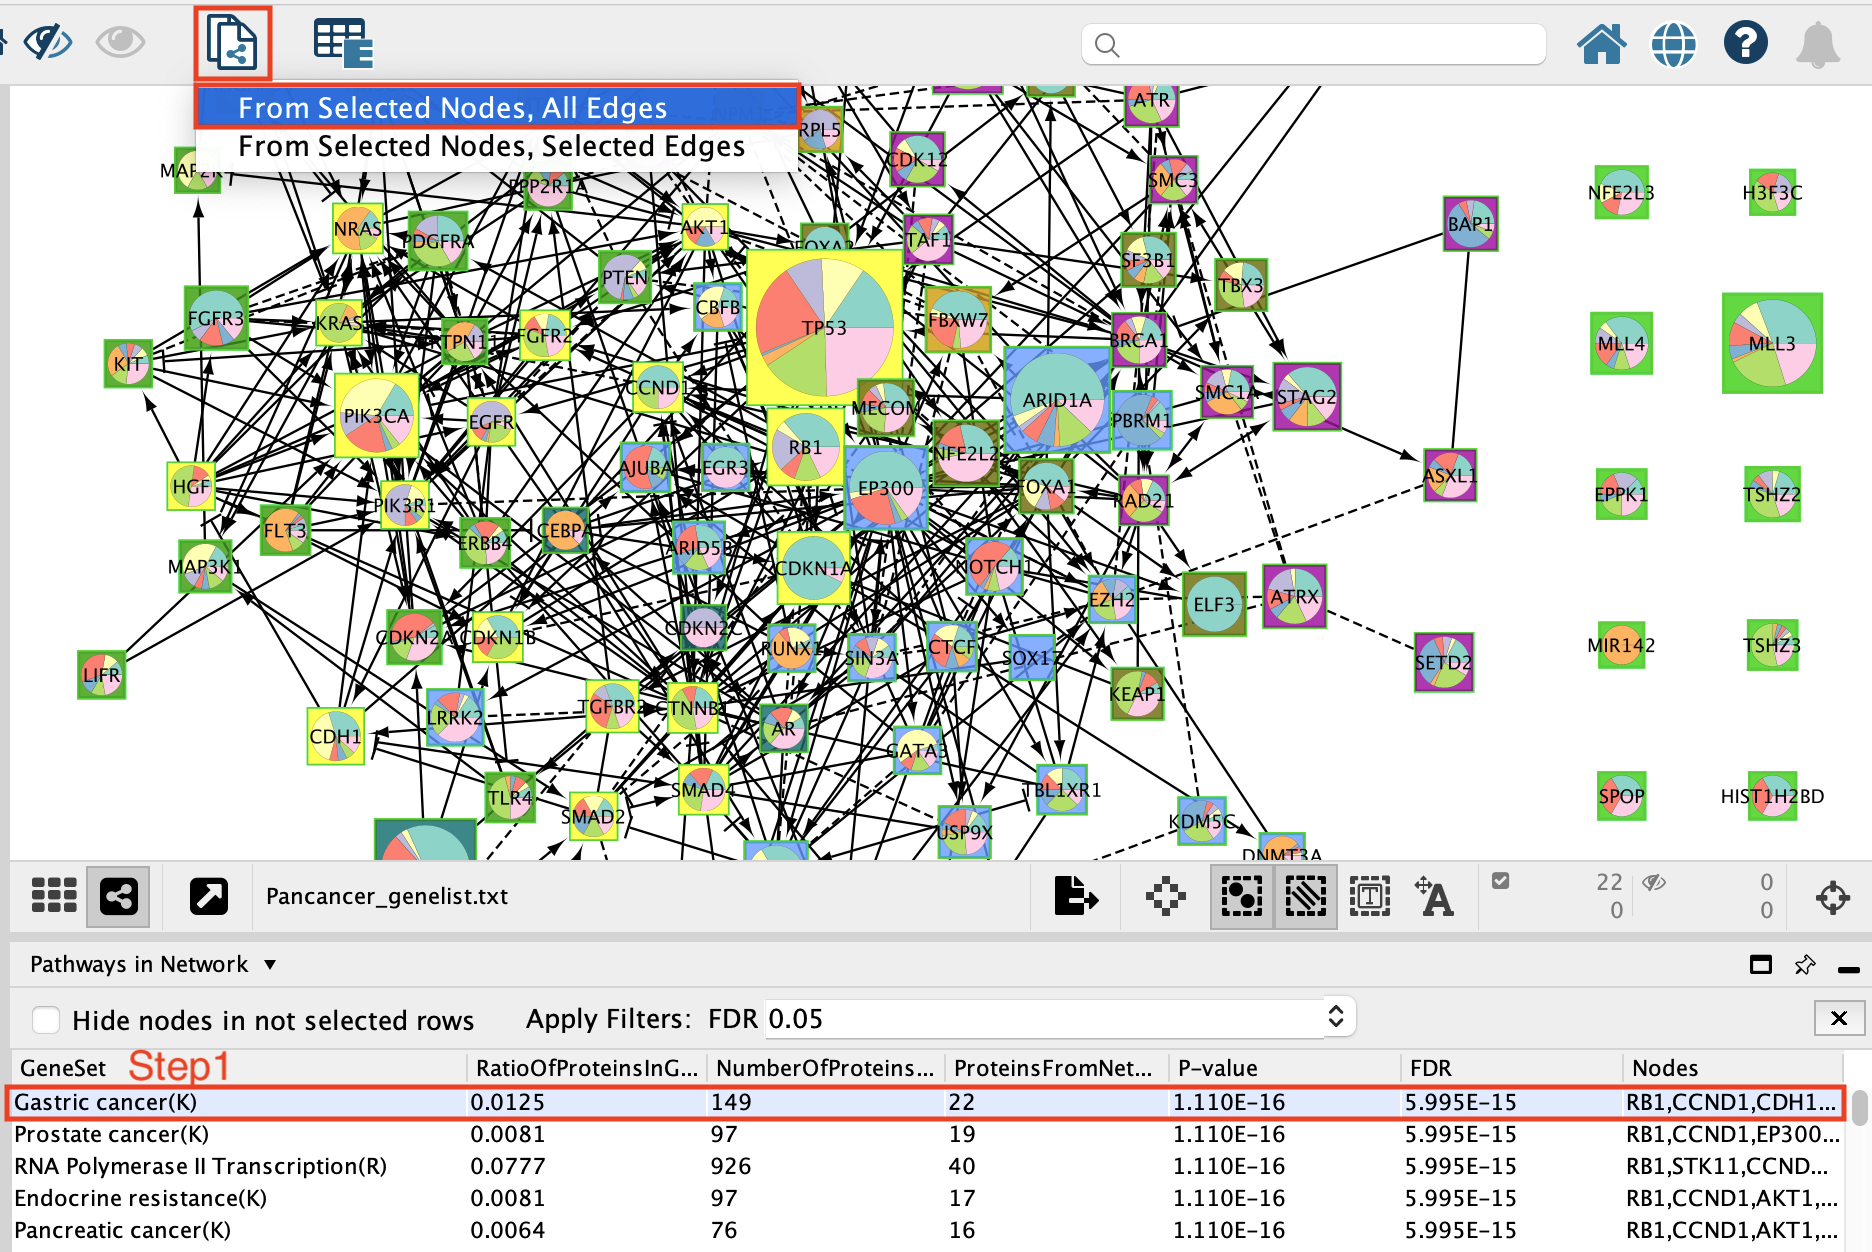 From Selected Nodes, All Edges
From Selected Nodes, Selected Edges
ATR
RPL5
CDK12
SMC3
NFE2L3
H3F3C
PPP2R1A
NRAS
PDGFRA
AKT1
TAF1
BAP1
PTEN
SF3B1
TBX3
FGFR3
KRAS
CBFB
TP53
FBXW7
BRCA1
MLL4
MLL3
KIT
TPN11
FGFR2
CCND1
MECOM
ARID1A
SMC1A
STAG2
PIK3CA
EGFR
RB1
PBRM1
NFE2L2
AJUBA
EGR3
EP300
FOXA1
ASXL1
HGF
PIK3R1
RAD21
EPPK1
TSHZ2
FLT3
ERBB4
CEBPA
ARID5B
CDKN1A
NOTCH1
MAP3K1
EZH2
ELF3
ATRX
CDKN2A
CDKN1B
CDKN2C
RUNX1
SIN3A
CTCF
SOX17
SETD2
MIR142
TSHZ3
LIFR
KEAP1
CDH1
LRRK2
TGFBR2
CTNNB1
AR
GATA3
TLR4
SMAD4
SMAD2
TBL1XR1
USP9X
KDM5C
SPOP
HIST1H2BD
DNMT3A
Pancancer_genelist.txt
22 0
0 0
Pathways in Network
Hide nodes in not selected rows Apply Filters: FDR 0.05
GeneSet Step1 RatioOfProteinsInG... NumberOfProteins... ProteinsFromNet... P-value FDR Nodes
Gastric cancer(K) 0.0125 149 22 1.110E-16 5.995E-15 RB1,CCND1,CDH1...
Prostate cancer(K) 0.0081 97 19 1.110E-16 5.995E-15 RB1,CCND1,EP300...
RNA Polymerase II Transcription(R) 0.0777 926 40 1.110E-16 5.995E-15 RB1,STK11,CCND...
Endocrine resistance(K) 0.0081 97 17 1.110E-16 5.995E-15 RB1,CCND1,AKT1,...
Pancreatic cancer(K) 0.0064 76 16 1.110E-16 5.995E-15 RB1,CCND1,AKT1,...